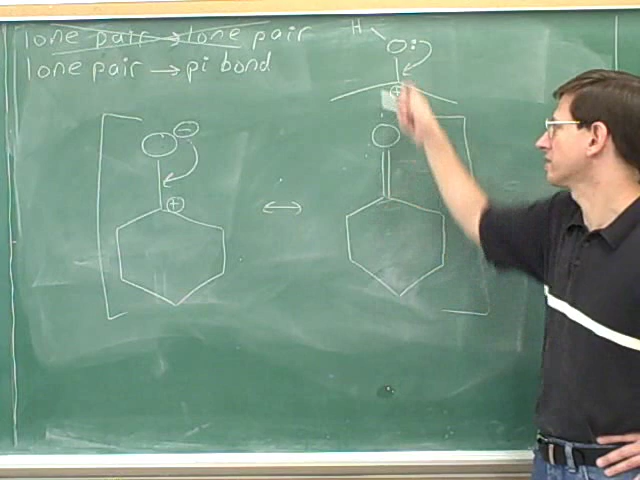 lone pair → lone pair
lone pair → pi bond
H
O:
⊕
O ⊖
⊕
↔
O